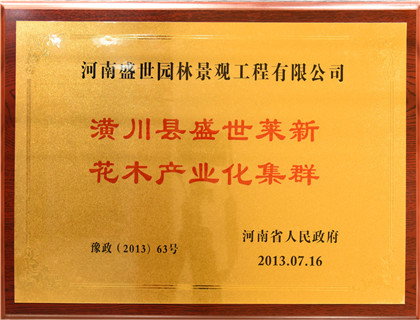 河南盛世园林景观工程有限公司
潢川县盛世莱新
花木产业化集群
豫政（2013）63号
河南省人民政府
2013.07.16